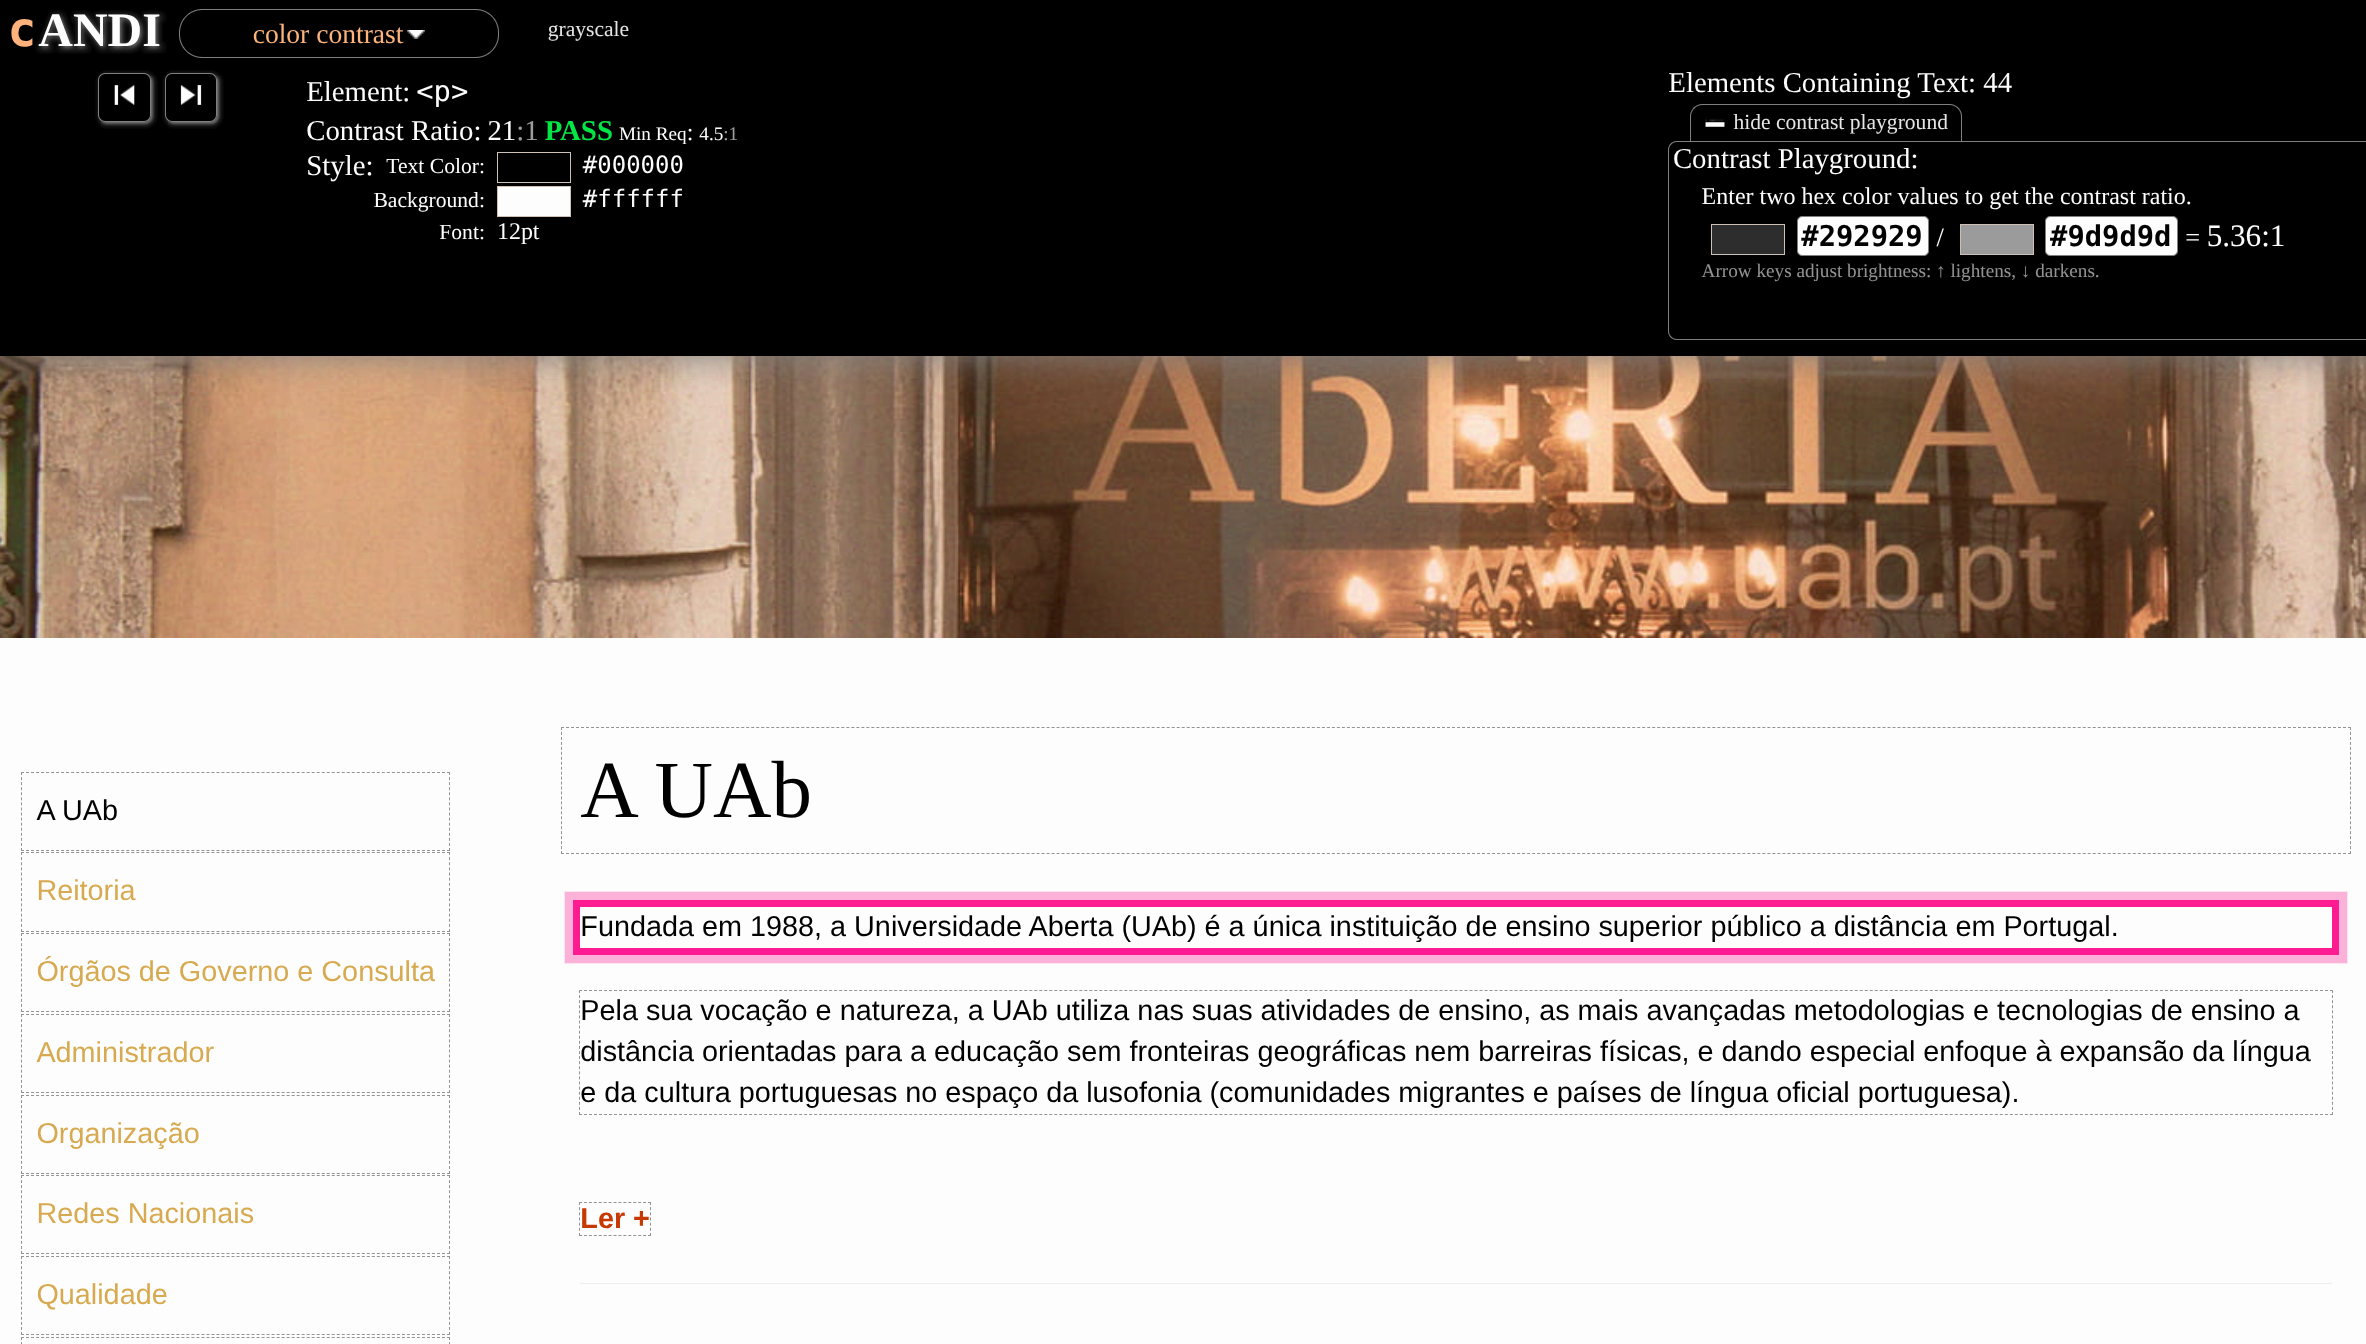 cANDI color contrast grayscale
Element: <p>
Contrast Ratio: 21:1 PASS Min Req: 4.5:1
Style: Text Color: #000000
Background: #ffffff
Font: 12pt
Elements Containing Text: 44
hide contrast playground
Contrast Playground:
Enter two hex color values to get the contrast ratio.
#292929 / #9d9d9d = 5.36:1
Arrow keys adjust brightness: ↑ lightens, ↓ darkens.
AbERTA
www.uab.pt
A UAb
Reitoria
Órgãos de Governo e Consulta
Administrador
Organização
Redes Nacionais
Qualidade
A UAb
Fundada em 1988, a Universidade Aberta (UAb) é a única instituição de ensino superior público a distância em Portugal.
Pela sua vocação e natureza, a UAb utiliza nas suas atividades de ensino, as mais avançadas metodologias e tecnologias de ensino a
distância orientadas para a educação sem fronteiras geográficas nem barreiras físicas, e dando especial enfoque à expansão da língua
e da cultura portuguesas no espaço da lusofonia (comunidades migrantes e países de língua oficial portuguesa).
Ler +